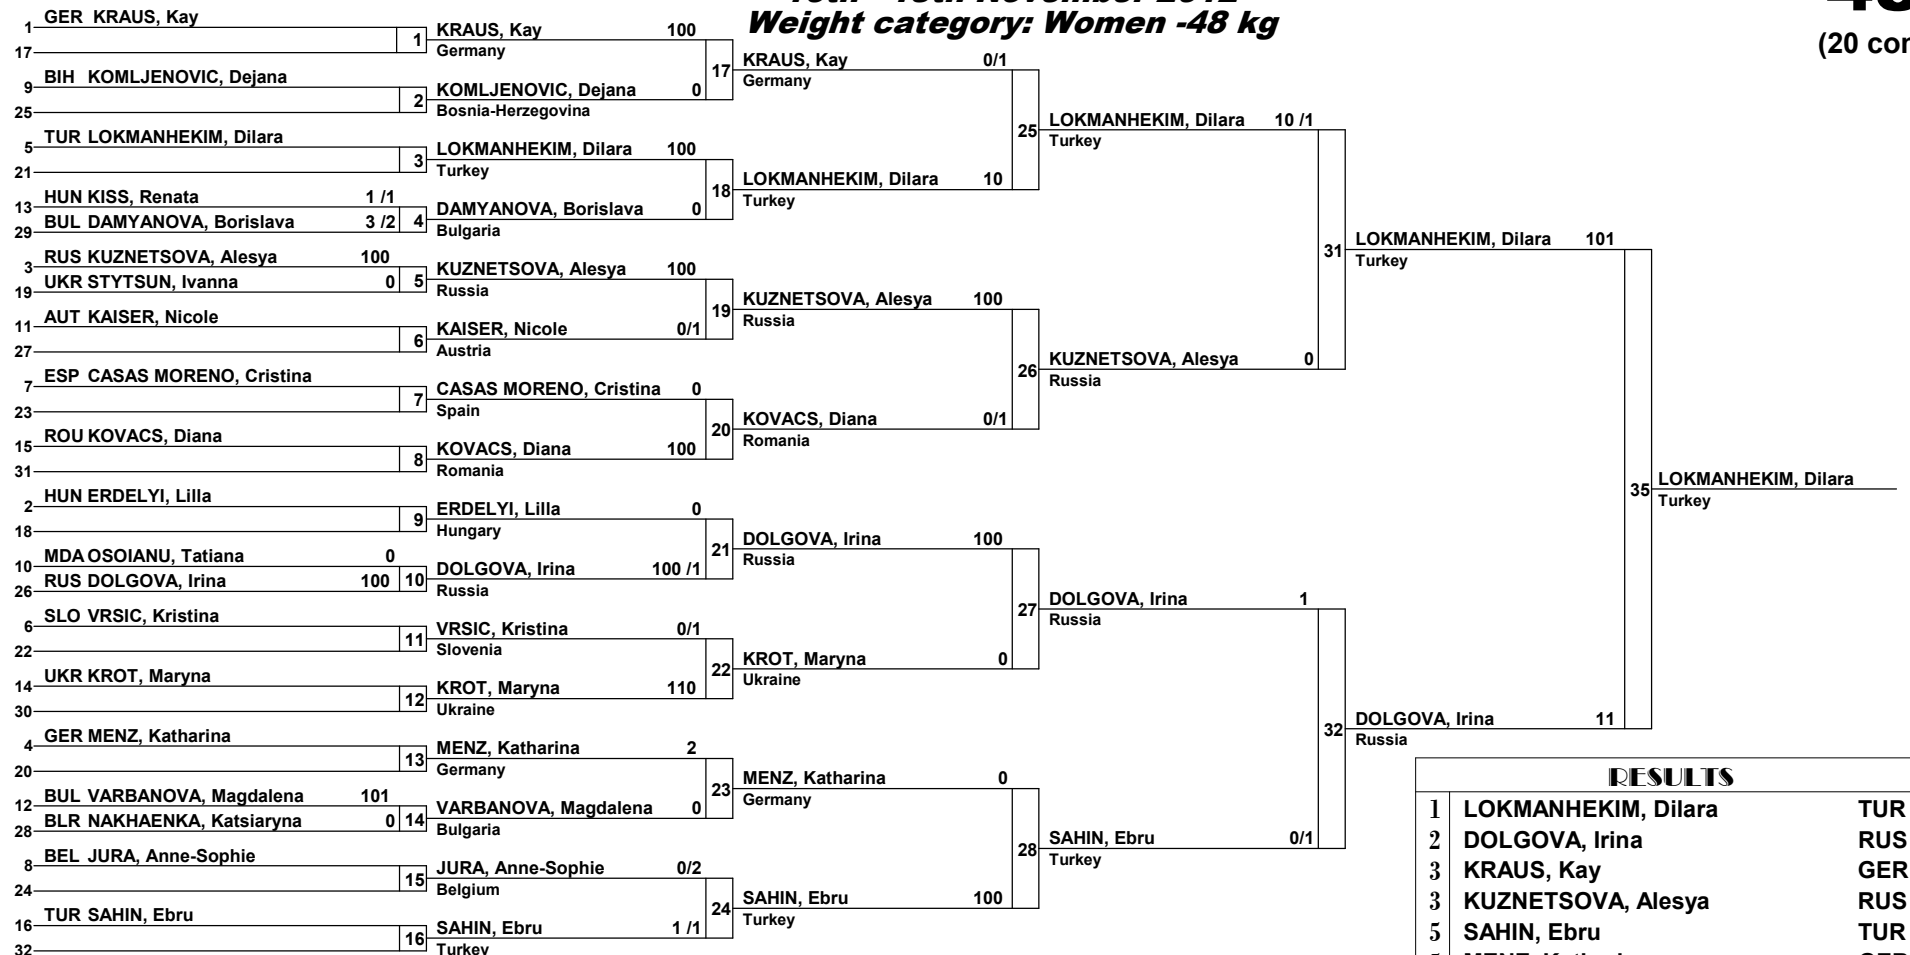 Weight category: Women -48 kg
(20 con
1 GER KRAUS, Kay
17
1 KRAUS, Kay 100
Germany
9 BIH KOMLJENOVIC, Dejana
25
2 KOMLJENOVIC, Dejana 0
Bosnia-Herzegovina
17 KRAUS, Kay 0/1
Germany
5 TUR LOKMANHEKIM, Dilara
21
3 LOKMANHEKIM, Dilara 100
Turkey
13 HUN KISS, Renata 1 /1
29 BUL DAMYANOVA, Borislava 3 /2
4 DAMYANOVA, Borislava 0
Bulgaria
18 LOKMANHEKIM, Dilara 10
Turkey
25 LOKMANHEKIM, Dilara 10 /1
Turkey
3 RUS KUZNETSOVA, Alesya 100
19 UKR STYTSUN, Ivanna 0
5 KUZNETSOVA, Alesya 100
Russia
11 AUT KAISER, Nicole
27
6 KAISER, Nicole 0/1
Austria
19 KUZNETSOVA, Alesya 100
Russia
7 ESP CASAS MORENO, Cristina
23
7 CASAS MORENO, Cristina 0
Spain
15 ROU KOVACS, Diana
31
8 KOVACS, Diana 100
Romania
20 KOVACS, Diana 0/1
Romania
26 KUZNETSOVA, Alesya 0
Russia
31 LOKMANHEKIM, Dilara 101
Turkey
2 HUN ERDELYI, Lilla
18
9 ERDELYI, Lilla 0
Hungary
10 MDA OSOIANU, Tatiana 0
26 RUS DOLGOVA, Irina 100
10 DOLGOVA, Irina 100 /1
Russia
21 DOLGOVA, Irina 100
Russia
6 SLO VRSIC, Kristina
22
11 VRSIC, Kristina 0/1
Slovenia
14 UKR KROT, Maryna
30
12 KROT, Maryna 110
Ukraine
22 KROT, Maryna 0
Ukraine
27 DOLGOVA, Irina 1
Russia
4 GER MENZ, Katharina
20
13 MENZ, Katharina 2
Germany
12 BUL VARBANOVA, Magdalena 101
28 BLR NAKHAENKA, Katsiaryna 0
14 VARBANOVA, Magdalena 0
Bulgaria
23 MENZ, Katharina 0
Germany
8 BEL JURA, Anne-Sophie
24
15 JURA, Anne-Sophie 0/2
Belgium
16 TUR SAHIN, Ebru
32
16 SAHIN, Ebru 1 /1
Turkey
24 SAHIN, Ebru 100
Turkey
28 SAHIN, Ebru 0/1
Turkey
32 DOLGOVA, Irina 11
Russia
35 LOKMANHEKIM, Dilara
Turkey
RESULTS
1 LOKMANHEKIM, Dilara TUR
2 DOLGOVA, Irina RUS
3 KRAUS, Kay GER
3 KUZNETSOVA, Alesya RUS
5 SAHIN, Ebru TUR